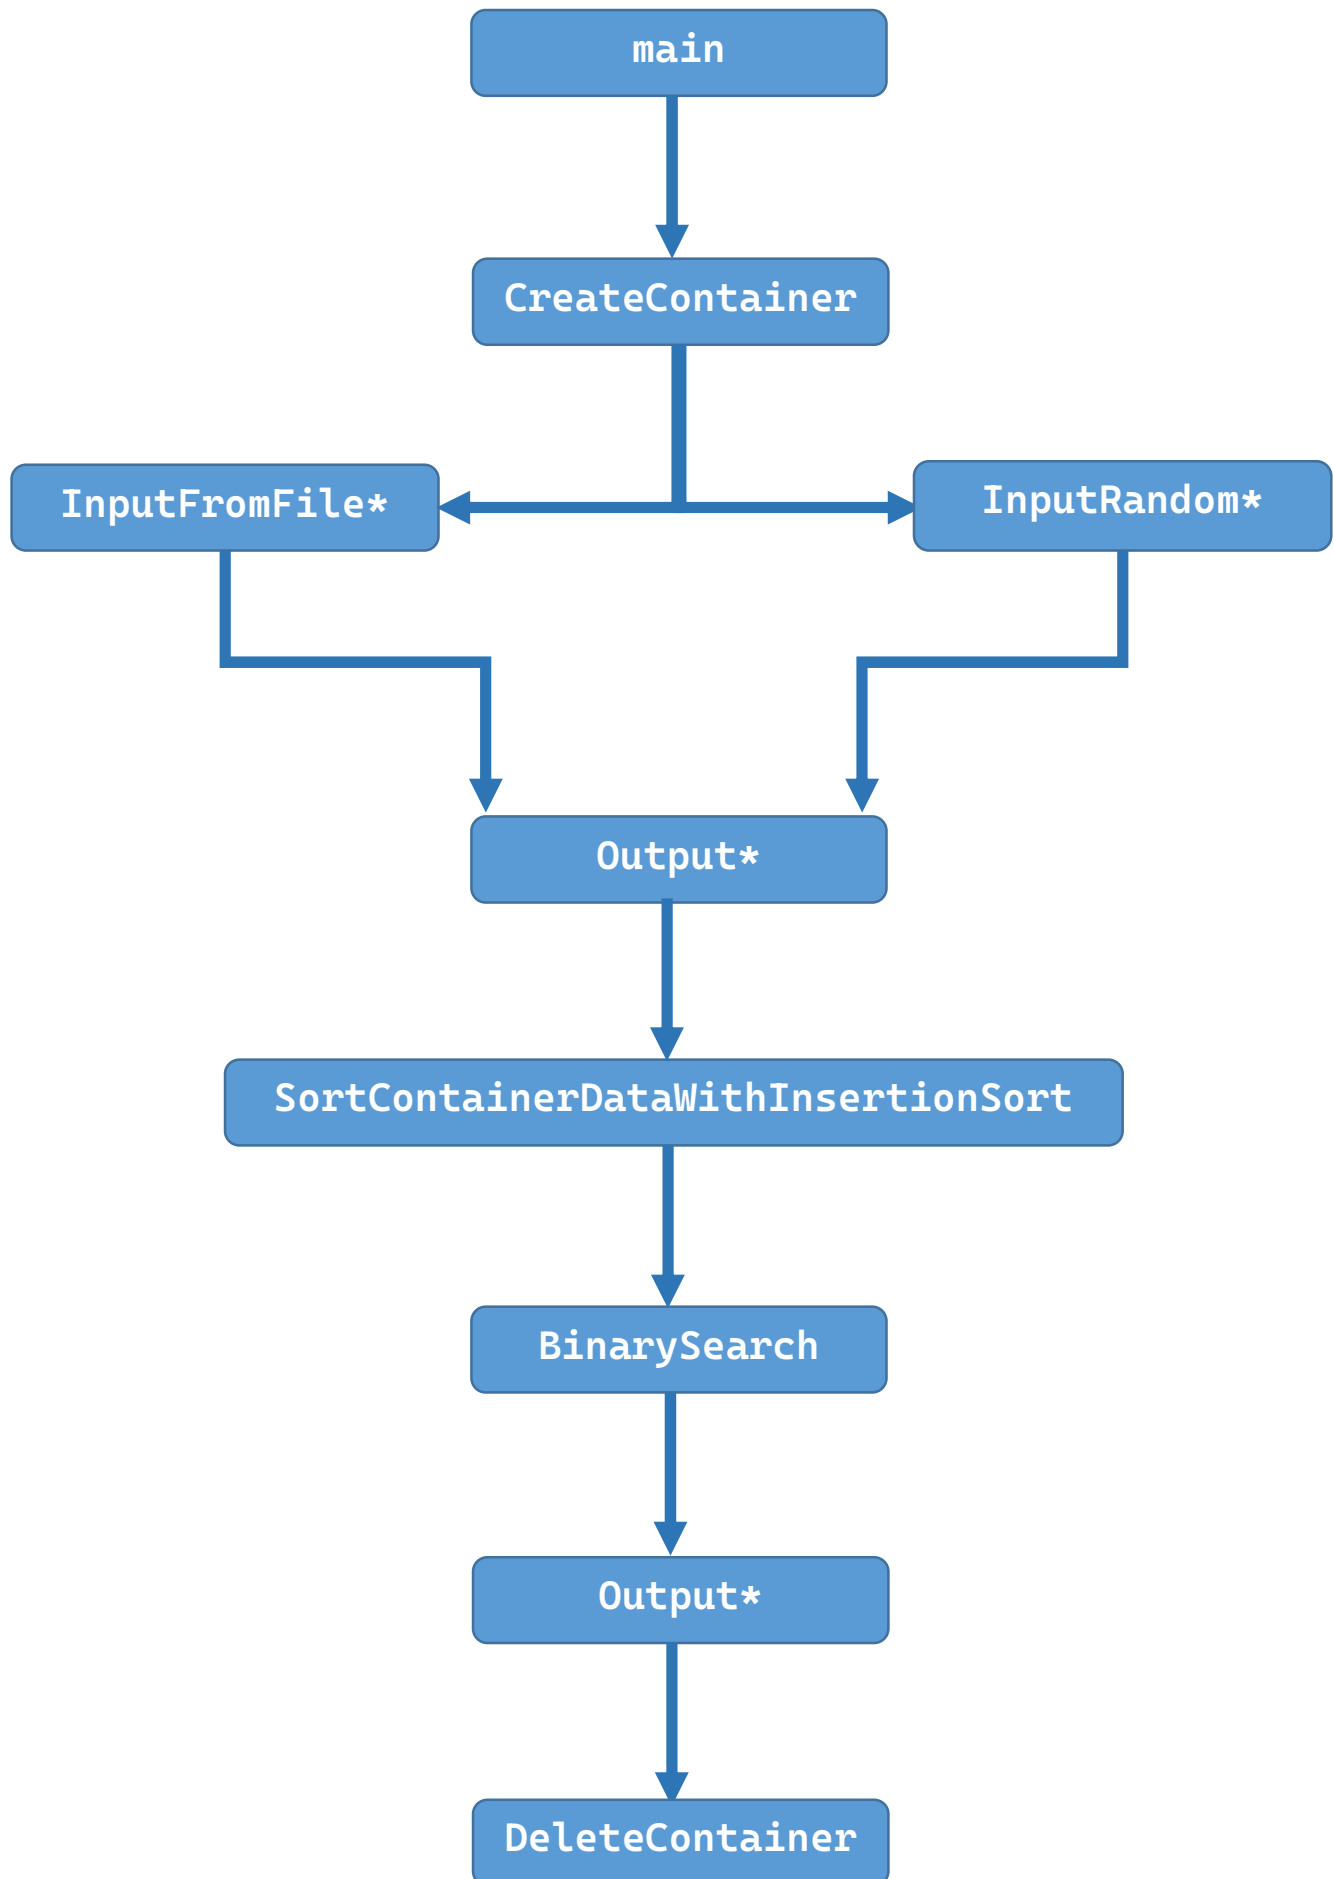 main
CreateContainer
InputFromFile*
InputRandom*
Output*
SortContainerDataWithInsertionSort
BinarySearch
Output*
DeleteContainer